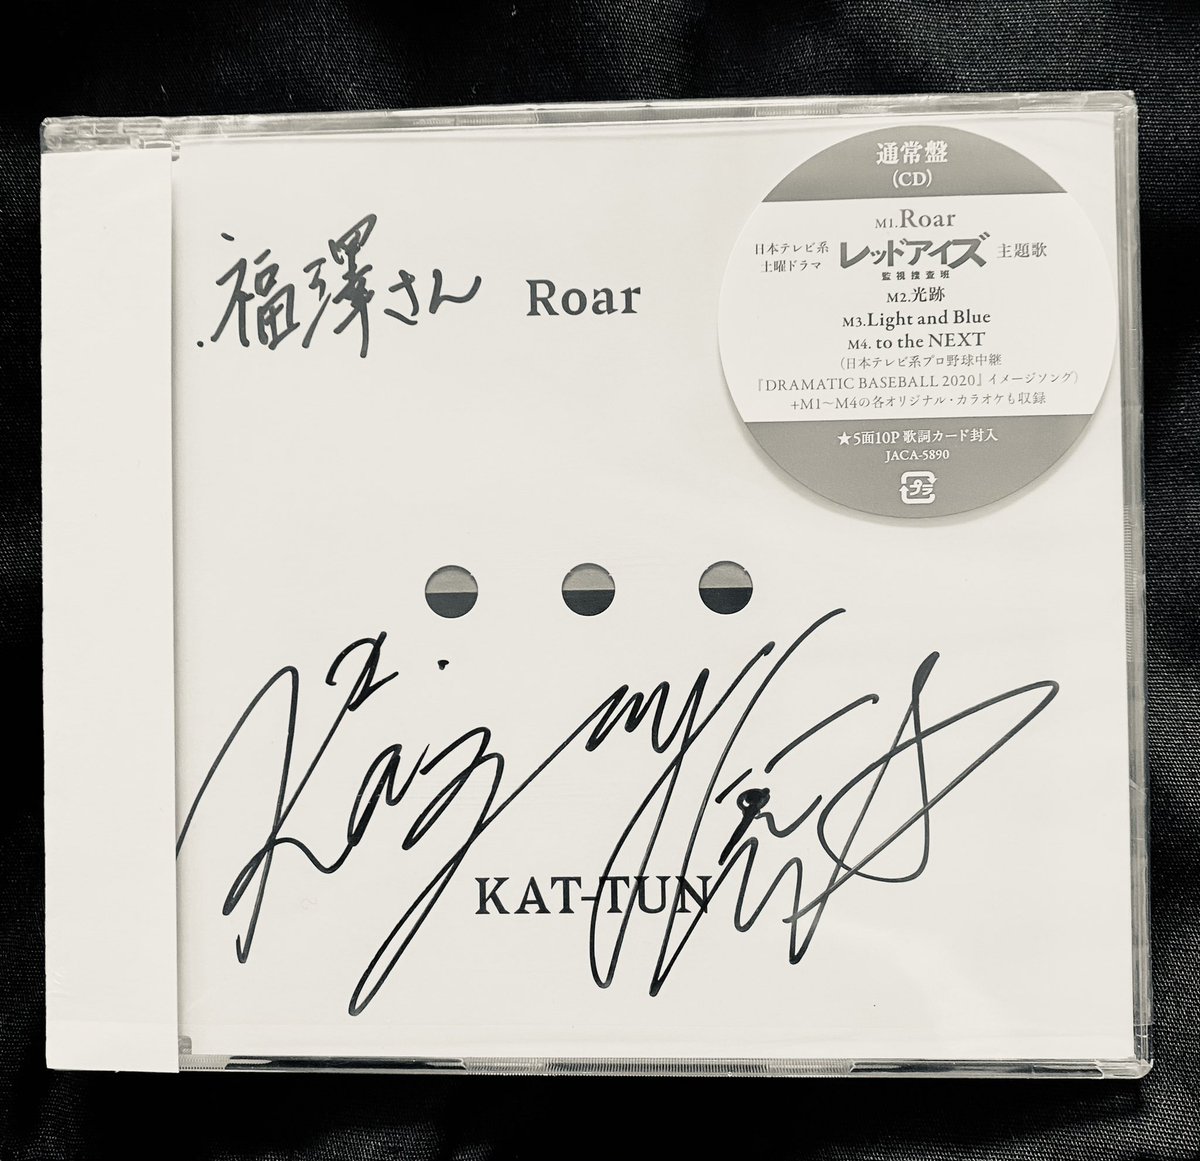 福澤さん
Roar
通常盤
(CD)
M1.Roar
日本テレビ系
土曜ドラマ
レッドアイズ
監視捜査班
主題歌
M2.光跡
M3.Light and Blue
M4. to the NEXT
(日本テレビ系プロ野球中継
『DRAMATIC BASEBALL 2020』イメージソング)
+M1〜M4の各オリジナル・カラオケも収録
★5面10P 歌詞カード封入
JACA-5890
プラ
KAT-TUN